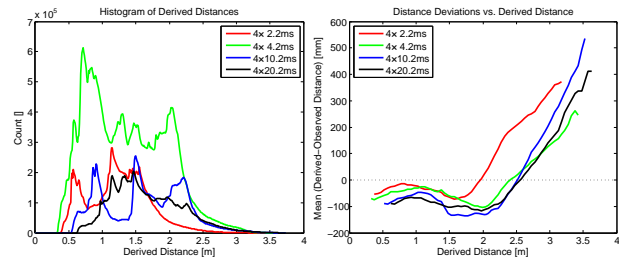 Histogram of Derived Distances
x 10⁵
7
6
5
4
3
2
1
0
Count []
0 0.5 1 1.5 2 2.5 3 3.5 4
Derived Distance [m]
4× 2.2ms
4× 4.2ms
4×10.2ms
4×20.2ms
Distance Deviations vs. Derived Distance
600
500
400
300
200
100
0
−100
−200
Mean (Derived−Observed Distance) [mm]
0 0.5 1 1.5 2 2.5 3 3.5 4
Derived Distance [m]
4× 2.2ms
4× 4.2ms
4×10.2ms
4×20.2ms